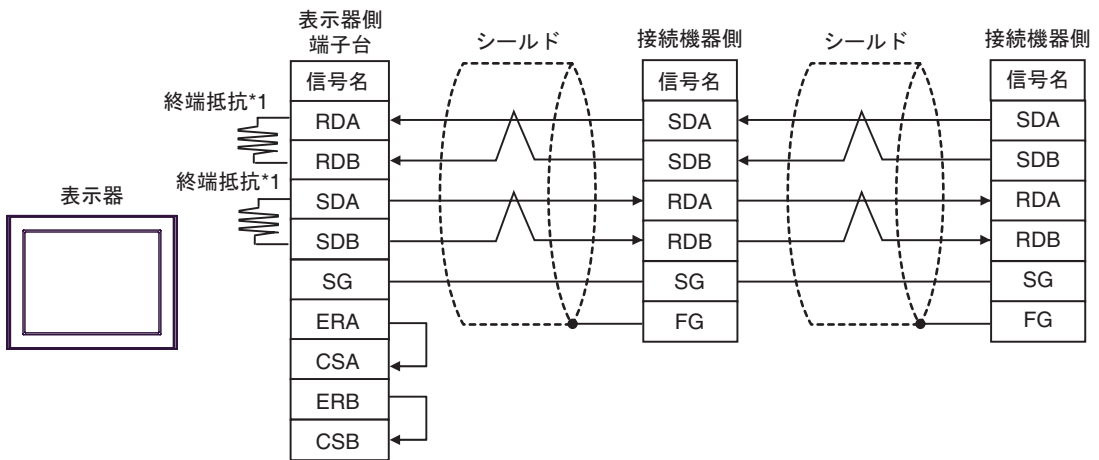 表示器側
端子台
シールド
接続機器側
シールド
接続機器側
信号名
信号名
信号名
終端抵抗*1
RDA
SDA
SDA
RDB
SDB
SDB
終端抵抗*1
表示器
SDA
RDA
RDA
SDB
RDB
RDB
SG
SG
SG
ERA
FG
FG
CSA
ERB
CSB